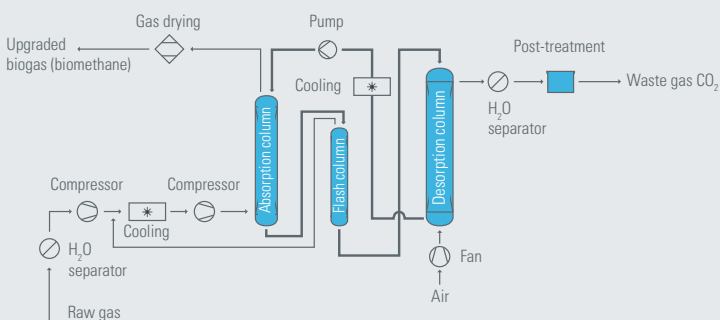 Gas drying
Pump
Upgraded
biogas (biomethane)
Post-treatment
Cooling
Waste gas CO₂
H₂O
separator
Absorption column
Flash column
Desorption column
Compressor
Compressor
Cooling
H₂O
separator
Fan
Air
Raw gas